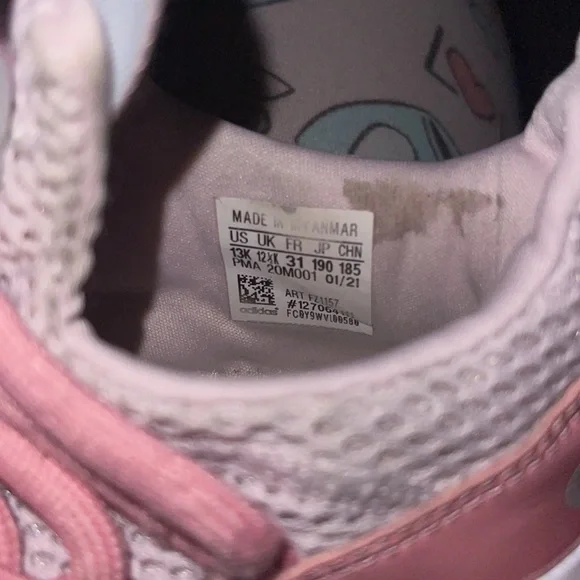 MADE IN MYANMAR
US UK FR JP CHN
13K 12½K 31 190 185
PMA 20M001 01/21
ART FZ1157
adidas